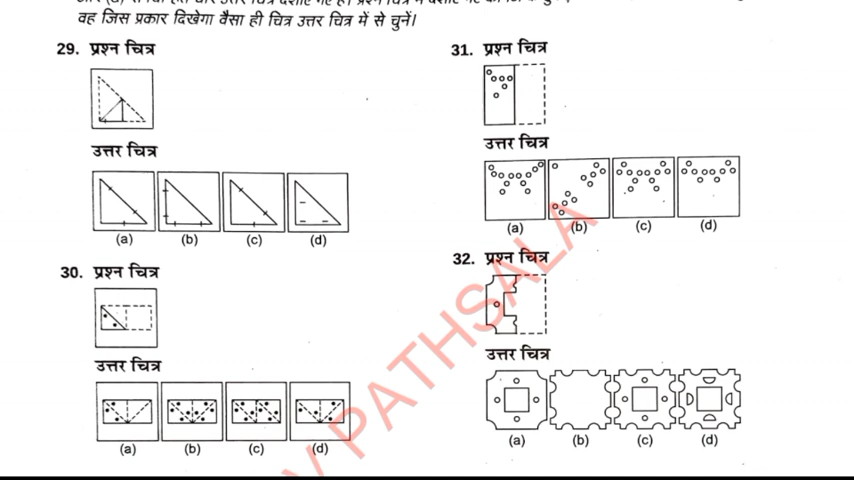 वह जिस प्रकार दिखेगा वैसा ही चित्र उत्तर चित्र में से चुनें।
29. प्रश्न चित्र
उत्तर चित्र
(a) (b) (c) (d)
30. प्रश्न चित्र
उत्तर चित्र
(a) (b) (c) (d)
31. प्रश्न चित्र
उत्तर चित्र
(a) (b) (c) (d)
32. प्रश्न चित्र
उत्तर चित्र
(a) (b) (c) (d)
PATHSALA